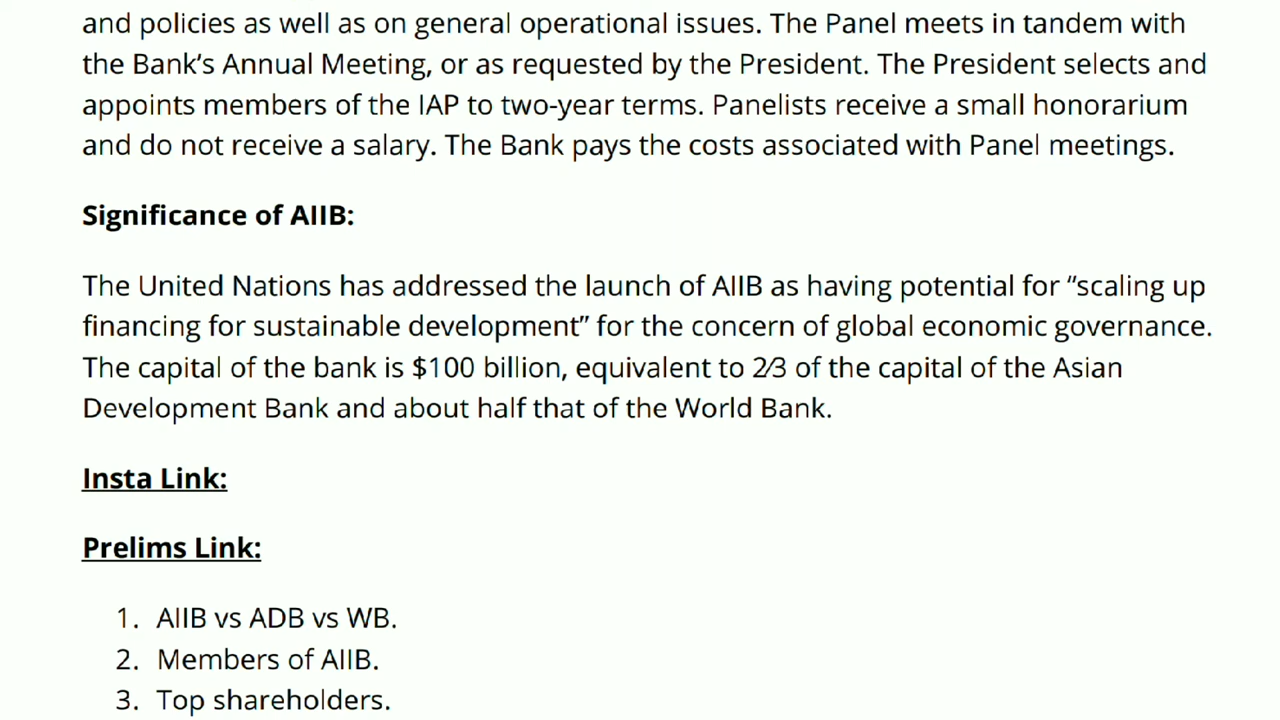 and policies as well as on general operational issues. The Panel meets in tandem with
the Bank’s Annual Meeting, or as requested by the President. The President selects and
appoints members of the IAP to two-year terms. Panelists receive a small honorarium
and do not receive a salary. The Bank pays the costs associated with Panel meetings.
Significance of AIIB:
The United Nations has addressed the launch of AIIB as having potential for “scaling up
financing for sustainable development” for the concern of global economic governance.
The capital of the bank is $100 billion, equivalent to 2⁄3 of the capital of the Asian
Development Bank and about half that of the World Bank.
Insta Link:
Prelims Link:
1. AIIB vs ADB vs WB.
2. Members of AIIB.
3. Top shareholders.